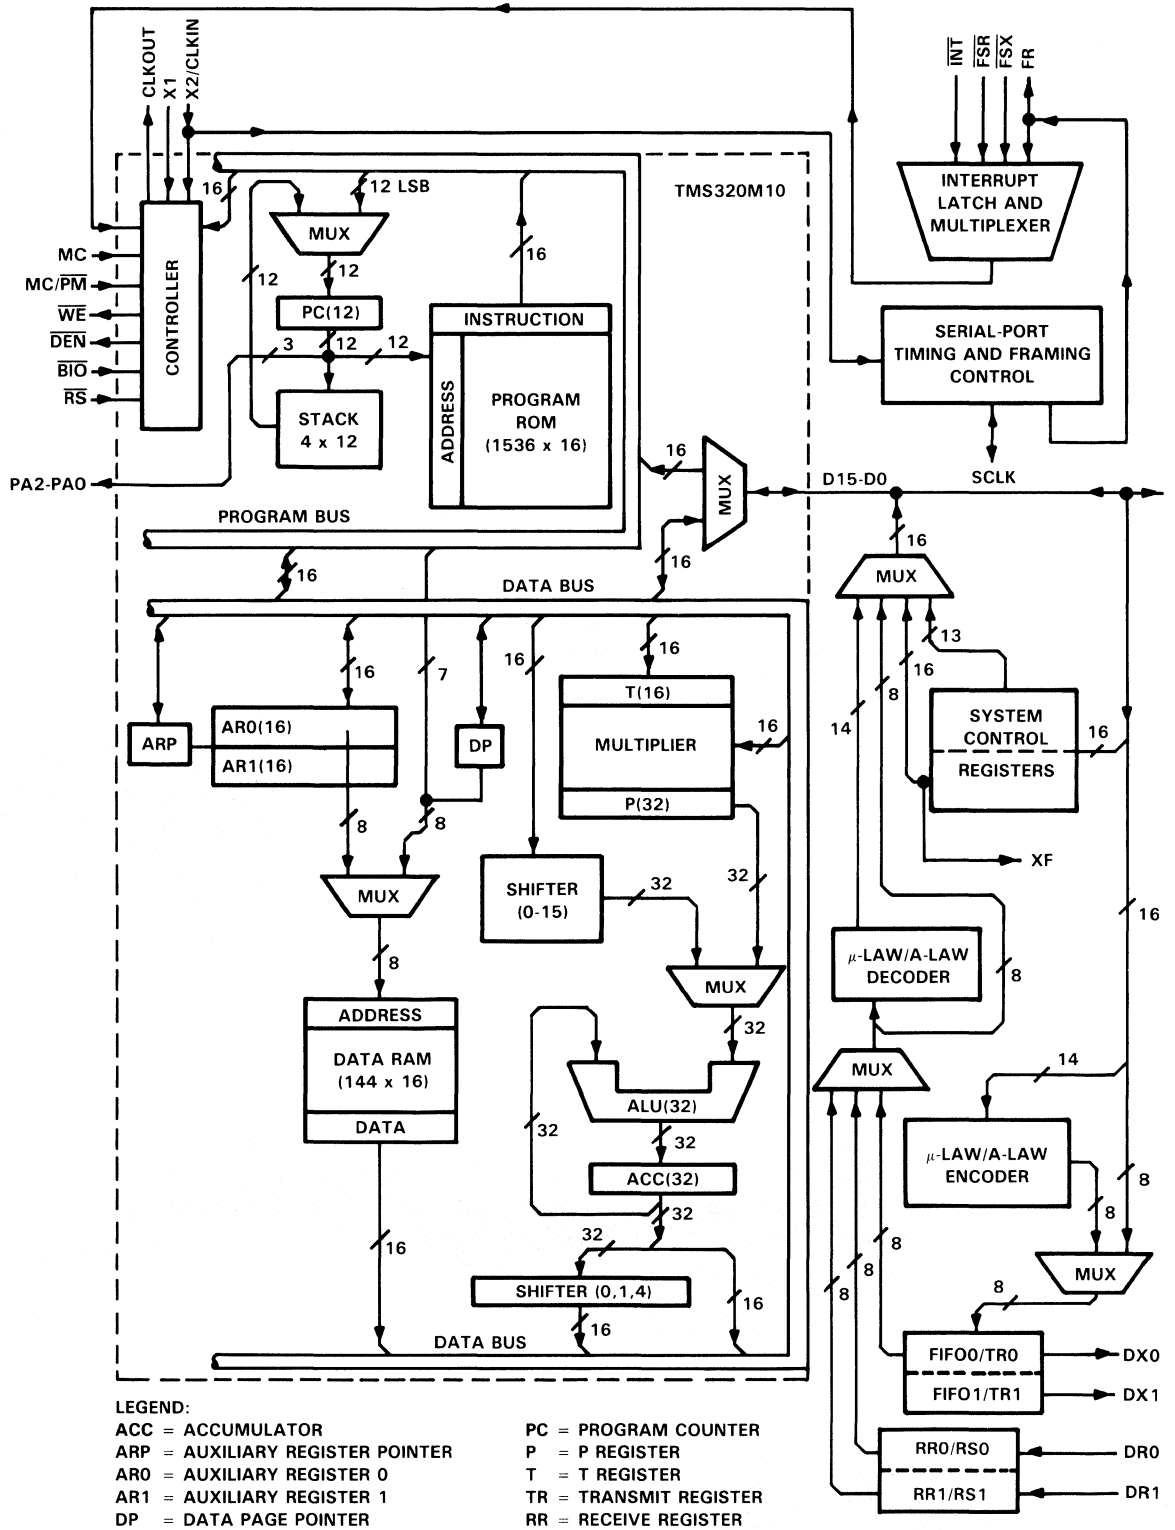 CLKOUT
X1
X2/CLKIN
INT
FSR
FSX
FR
16
12 LSB
TMS320M10
INTERRUPT
LATCH AND
MULTIPLEXER
MUX
16
12
12
MC
MC/PM
WE
DEN
BIO
RS
CONTROLLER
PC(12)
INSTRUCTION
3
12
12
SERIAL-PORT
TIMING AND FRAMING
CONTROL
STACK
4 x 12
ADDRESS
PROGRAM
ROM
(1536 x 16)
PA2-PA0
16
MUX
D15-D0
SCLK
PROGRAM BUS
16
16
16
MUX
DATA BUS
16
7
16
16
13
16
8
14
ARP
AR0(16)
AR1(16)
DP
T(16)
MULTIPLIER
P(32)
16
SYSTEM
CONTROL
REGISTERS
16
8
8
XF
MUX
SHIFTER
(0-15)
32
32
16
8
MUX
μ-LAW/A-LAW
DECODER
8
ADDRESS
DATA RAM
(144 x 16)
DATA
32
MUX
14
ALU(32)
32
32
ACC(32)
32
μ-LAW/A-LAW
ENCODER
8
8
16
32
8
8
8
MUX
SHIFTER (0,1,4)
16
16
8
DATA BUS
FIFO0/TR0
DX0
FIFO1/TR1
DX1
RR0/RS0
DR0
RR1/RS1
DR1
LEGEND:
ACC = ACCUMULATOR
ARP = AUXILIARY REGISTER POINTER
AR0 = AUXILIARY REGISTER 0
AR1 = AUXILIARY REGISTER 1
DP = DATA PAGE POINTER
PC = PROGRAM COUNTER
P = P REGISTER
T = T REGISTER
TR = TRANSMIT REGISTER
RR = RECEIVE REGISTER